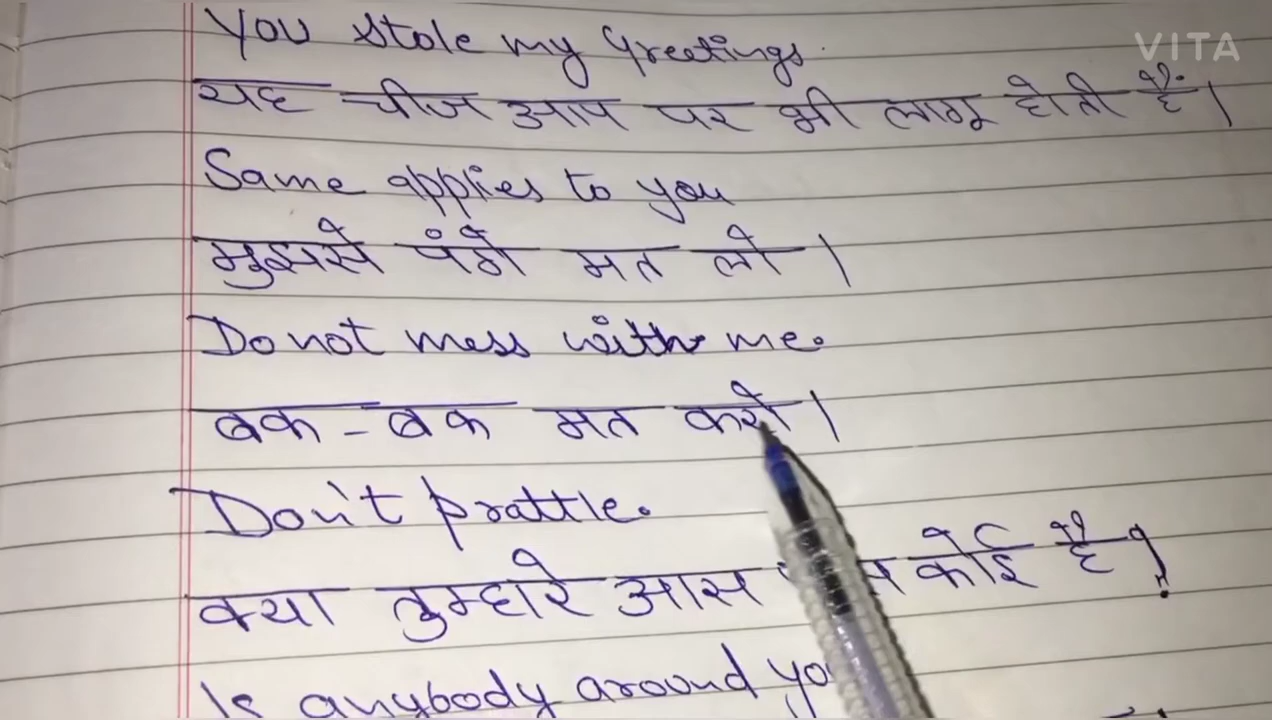 VITA
You stole my Greetings.
यह चीज आप पर भी लागू होती है।
Same applies to you
मुझसे पंगे मत लो।
Do not mess with me.
बक-बक मत करो।
Don't prattle.
क्या तुम्हारे आस कोई है?
Is anybody around